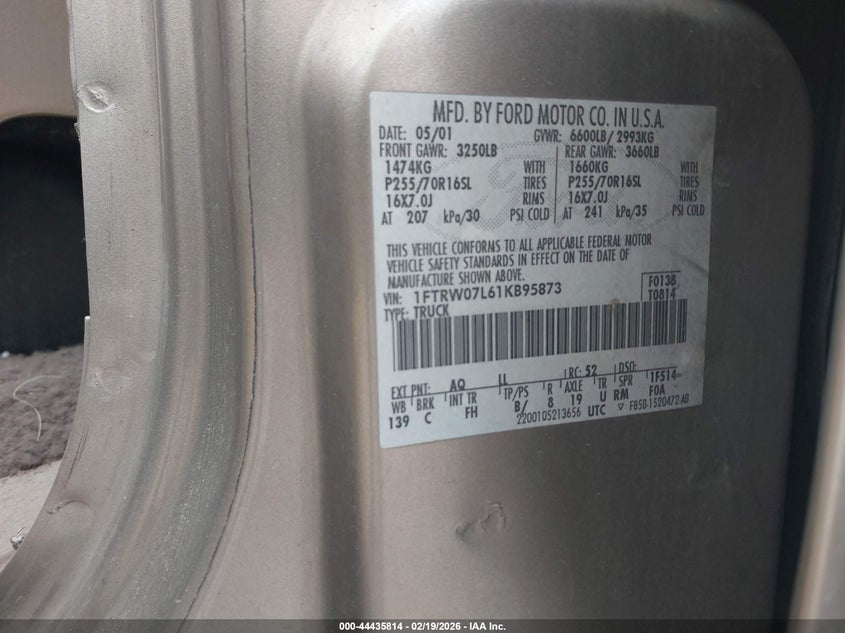 MFD. BY FORD MOTOR CO. IN U.S.A.
DATE: 05/01 GVWR: 6600LB/ 2993KG
FRONT GAWR: 3250LB REAR GAWR: 3660LB
1474KG WITH 1660KG WITH
P255/70R16SL TIRES P255/70R16SL TIRES
16X7.0J RIMS 16X7.0J RIMS
AT 207 kPa/30 PSI COLD AT 241 kPa/35 PSI COLD
THIS VEHICLE CONFORMS TO ALL APPLICABLE FEDERAL MOTOR
VEHICLE SAFETY STANDARDS IN EFFECT ON THE DATE OF
MANUFACTURE SHOWN ABOVE.
VIN: 1FTRW07L61KB95873 F0138
TYPE: TRUCK T0814
EXT PNT: AQ LL RC: 52 DSO:
WB BRK INT TR TP/PS R AXLE TR SPR 1F514
139 C FH B/ 8 19 U RM F0A
2200105213656 UTC ▽ F85B-1520472-AB
000-44435814 - 02/19/2026 - IAA Inc.